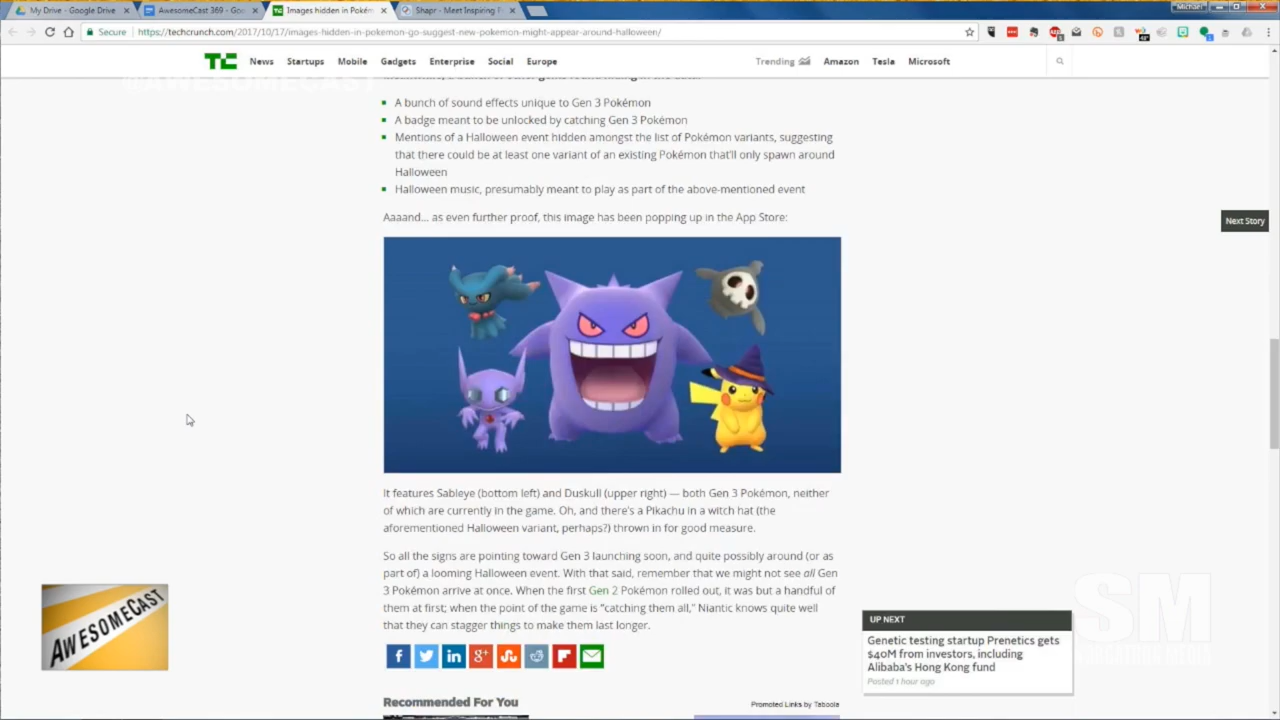 My Drive - Google Drive
AwesomeCast 369 - Goo
Images hidden in Pokém
Shapr - Meet Inspiring P
Michael
Secure
https://techcrunch.com/2017/10/17/images-hidden-in-pokemon-go-suggest-new-pokemon-might-appear-around-halloween/
TC News Startups Mobile Gadgets Enterprise Social Europe Trending Amazon Tesla Microsoft
@AWESOMECAST
A bunch of sound effects unique to Gen 3 Pokémon
A badge meant to be unlocked by catching Gen 3 Pokémon
Mentions of a Halloween event hidden amongst the list of Pokémon variants, suggesting
that there could be at least one variant of an existing Pokémon that'll only spawn around
Halloween
Halloween music, presumably meant to play as part of the above-mentioned event
Aaaand... as even further proof, this image has been popping up in the App Store:
Next Story
It features Sableye (bottom left) and Duskull (upper right) — both Gen 3 Pokémon, neither
of which are currently in the game. Oh, and there's a Pikachu in a witch hat (the
aforementioned Halloween variant, perhaps?) thrown in for good measure.
So all the signs are pointing toward Gen 3 launching soon, and quite possibly around (or as
part of) a looming Halloween event. With that said, remember that we might not see all Gen
3 Pokémon arrive at once. When the first Gen 2 Pokémon rolled out, it was but a handful of
them at first; when the point of the game is "catching them all," Niantic knows quite well
that they can stagger things to make them last longer.
AWESOMECAST
UP NEXT
Genetic testing startup Prenetics gets
$40M from investors, including
Alibaba's Hong Kong fund
Posted 1 hour ago
SM
Recommended For You
Promoted Links by Taboola